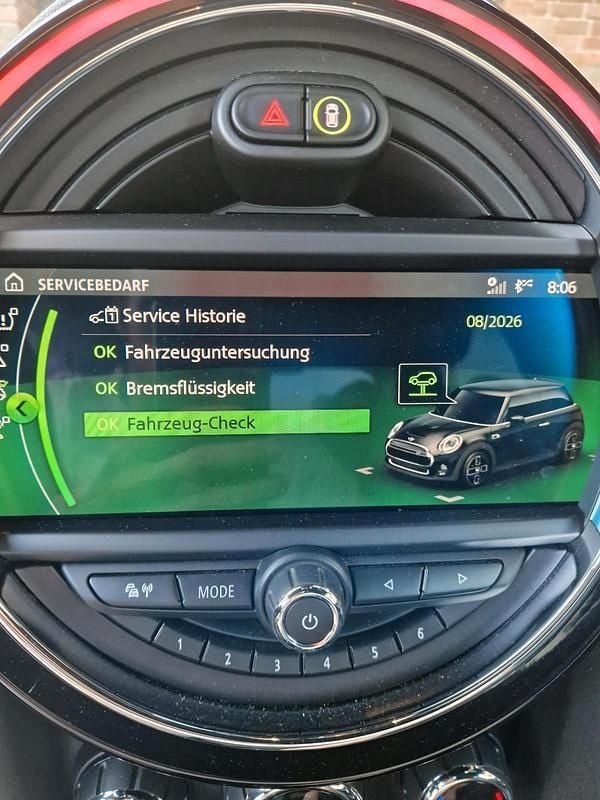 SERVICEBEDARF 8:06
Service Historie
08/2026
OK Fahrzeuguntersuchung
OK Bremsflüssigkeit
OK Fahrzeug-Check
MODE
1 2 3 4 5 6